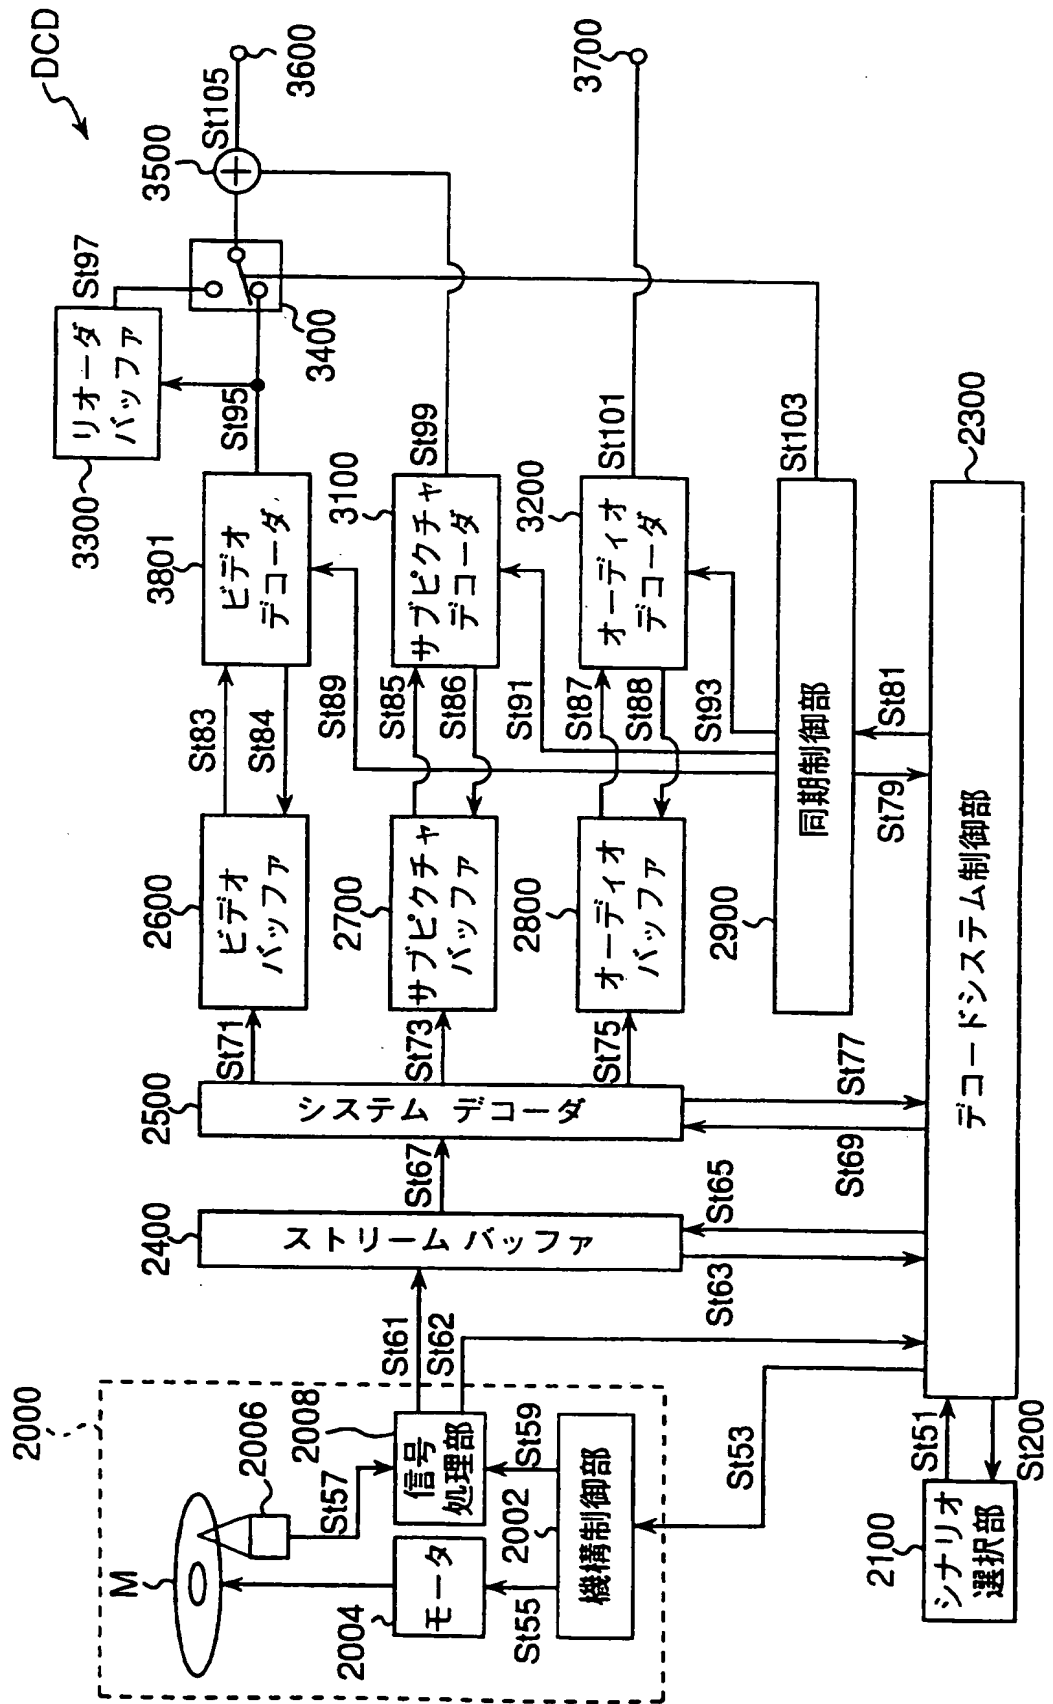 DCD
2000
M
2006
St57
2008
信号
処理部
2004
モータ
2002
St55
St59
機構制御部
St53
St61
St62
2400
ストリーム バッファ
St63
St65
St67
2500
システム デコーダ
St69
St77
St71
St73
St75
2600
ビデオ
バッファ
2700
サブピクチャ
バッファ
2800
オーディオ
バッファ
St83
St84
St89
St85
St86
St91
St87
St88
St93
3801
ビデオ
デコーダ
3100
サブピクチャ
デコーダ
3200
オーディオ
デコーダ
3300
リオーダ
バッファ
St95
St97
3400
3500
St105
3600
St99
St101
3700
St103
2900
同期制御部
St79
St81
2300
デコードシステム制御部
2100
シナリオ
選択部
St51
St200